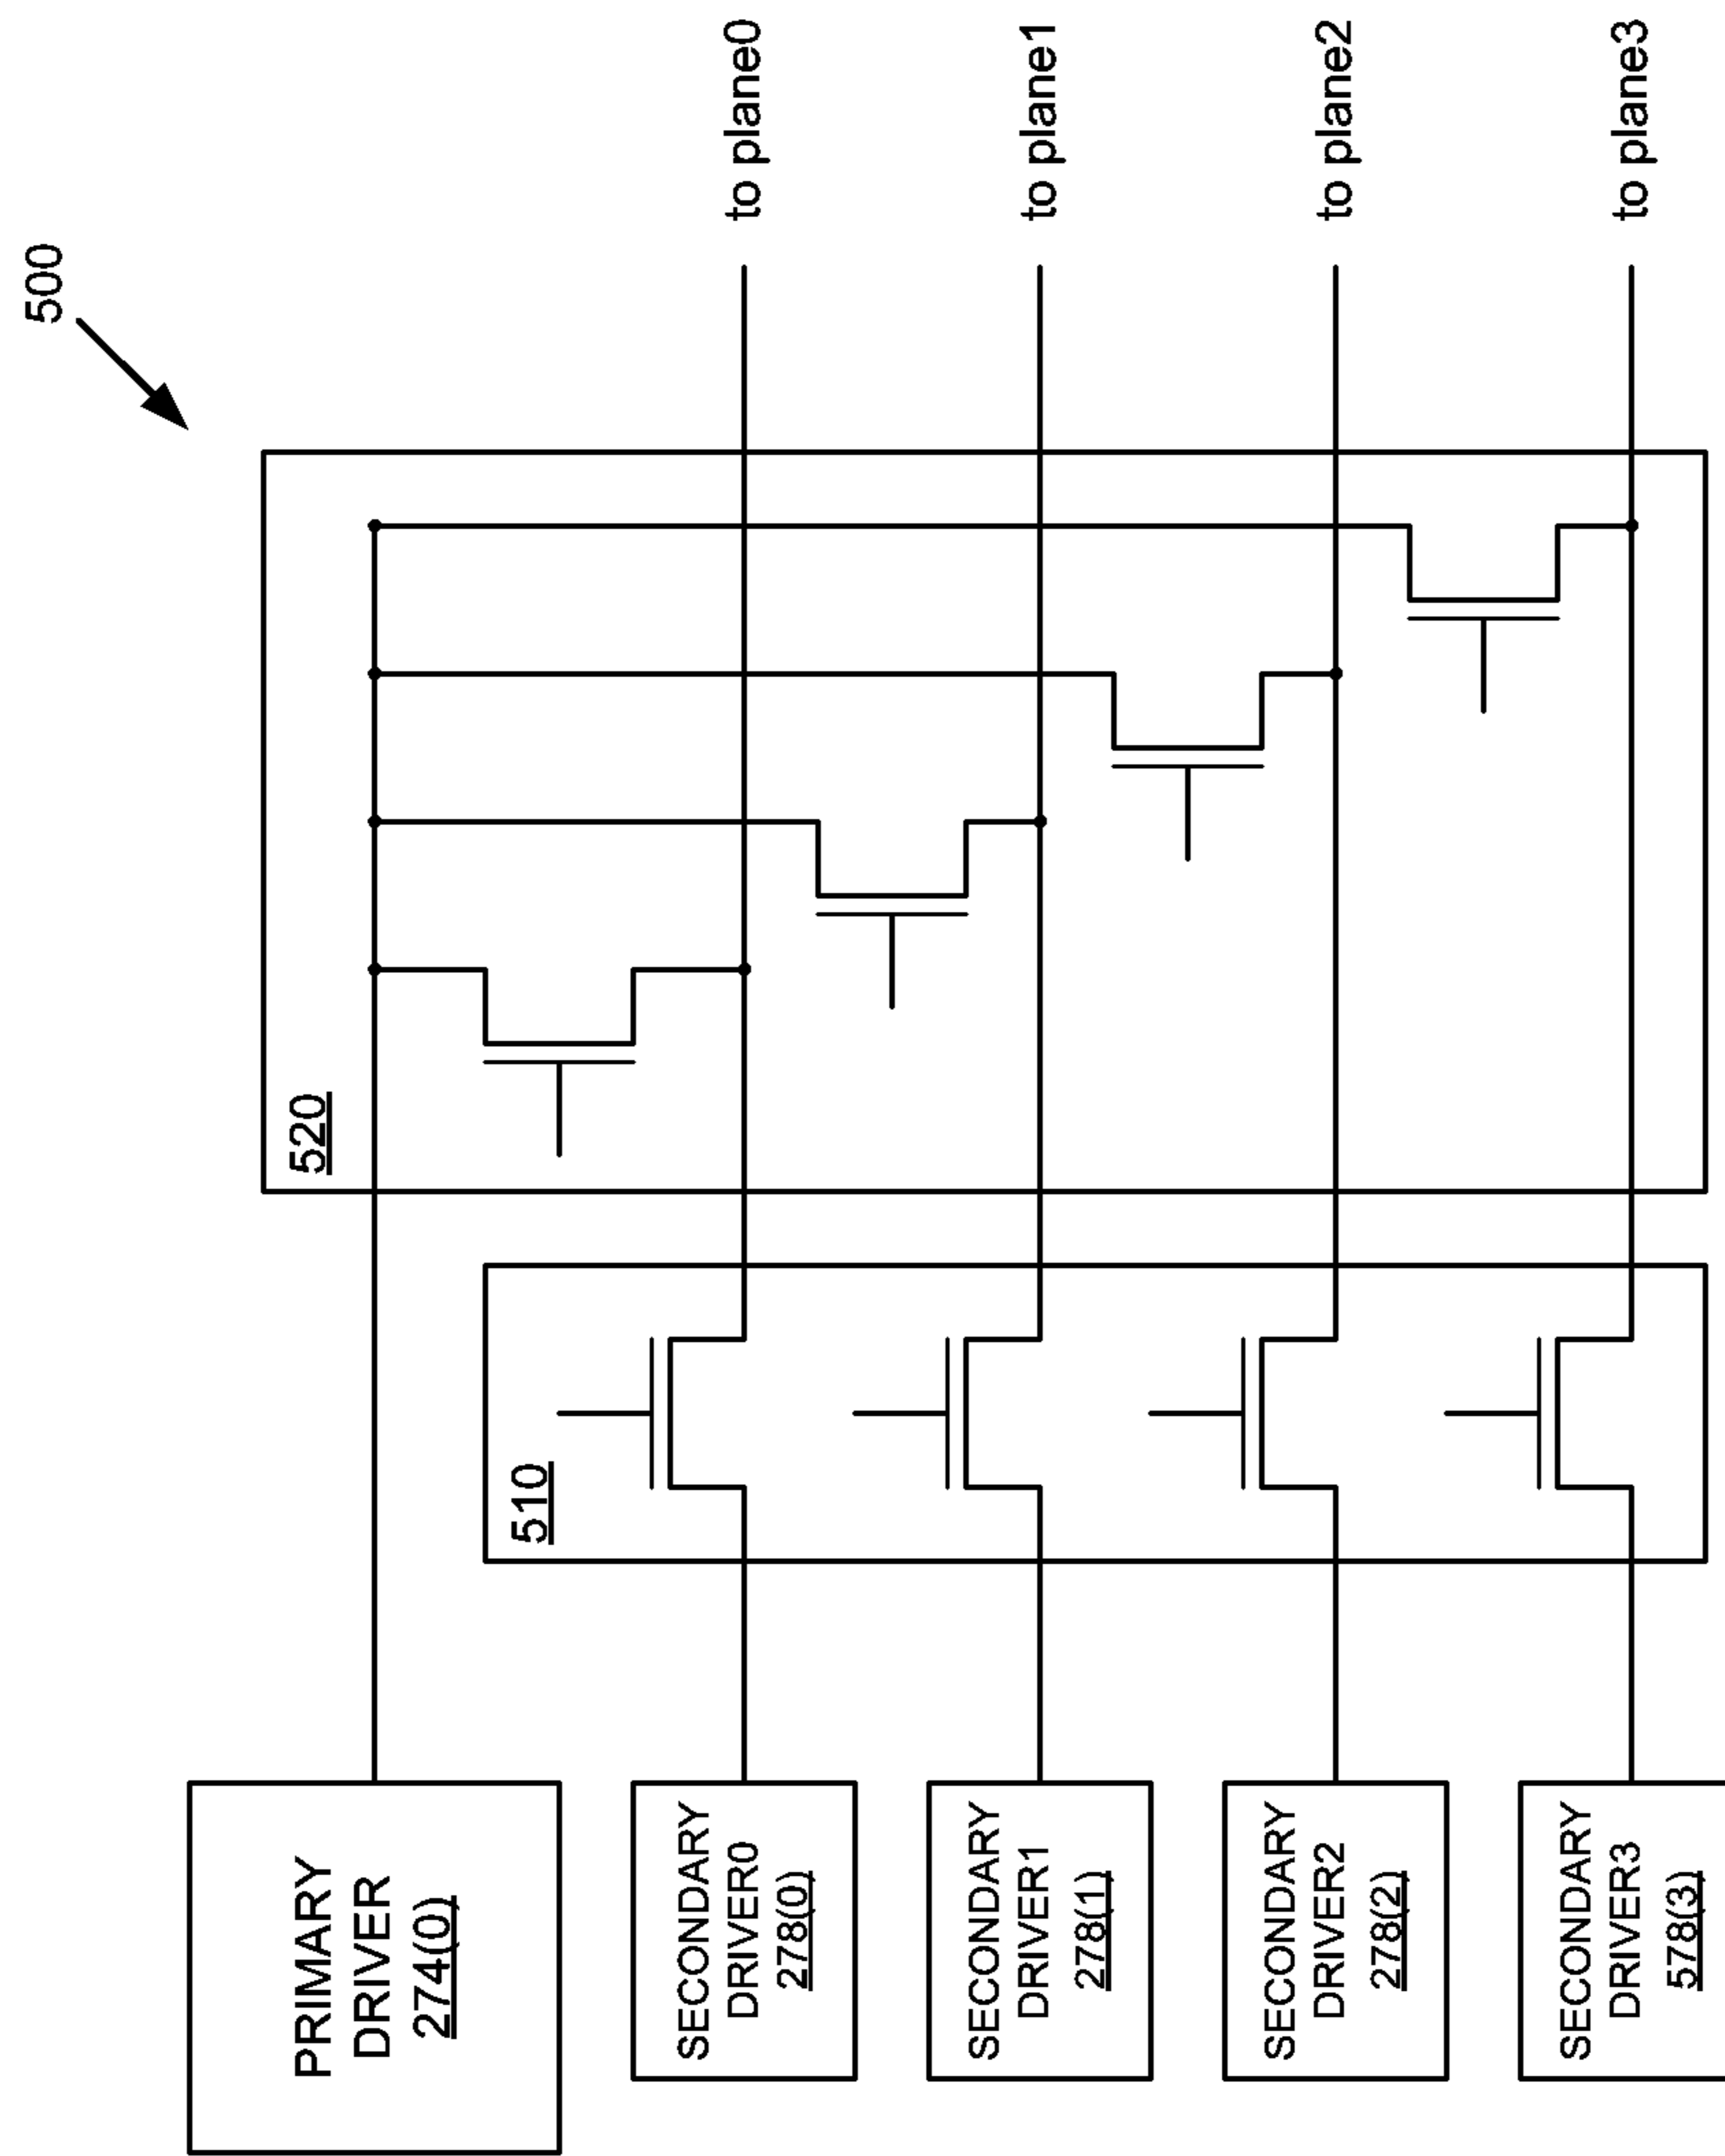 500
520
510
PRIMARY
DRIVER
274(0)
SECONDARY
DRIVER0
278(0)
to plane0
SECONDARY
DRIVER1
278(1)
to plane1
SECONDARY
DRIVER2
278(2)
to plane2
SECONDARY
DRIVER3
578(3)
to plane3